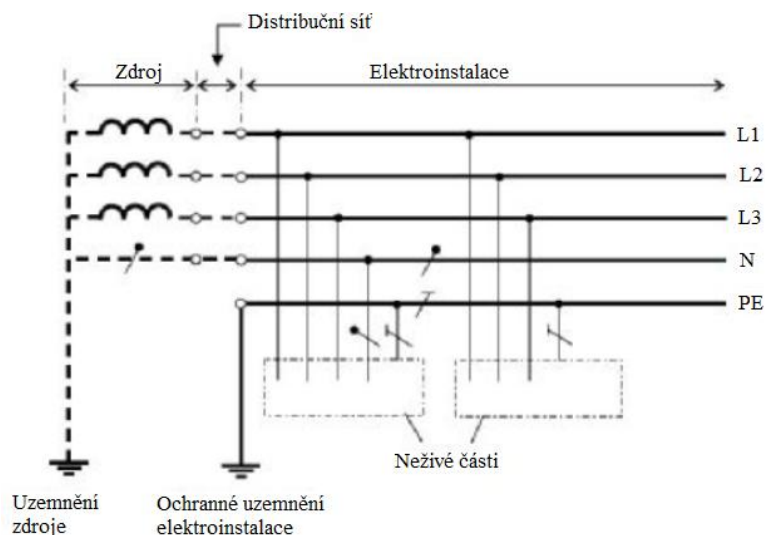 Distribuční síť
Zdroj
Elektroinstalace
L1
L2
L3
N
PE
Neživé části
Uzemnění
zdroje
Ochranné uzemnění
elektroinstalace